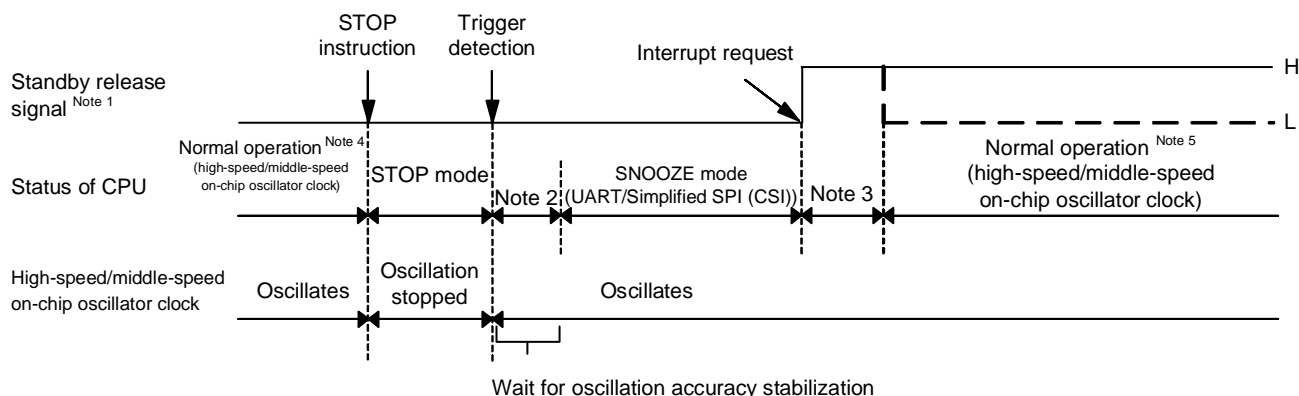 STOP
instruction
Trigger
detection
Interrupt request
Standby release
signal Note 1
H
L
Status of CPU
Normal operation Note 4
(high-speed/middle-speed
on-chip oscillator clock)
STOP mode
Note 2
SNOOZE mode
(UART/Simplified SPI (CSI))
Note 3
Normal operation Note 5
(high-speed/middle-speed
on-chip oscillator clock)
High-speed/middle-speed
on-chip oscillator clock
Oscillates
Oscillation
stopped
Oscillates
Wait for oscillation accuracy stabilization